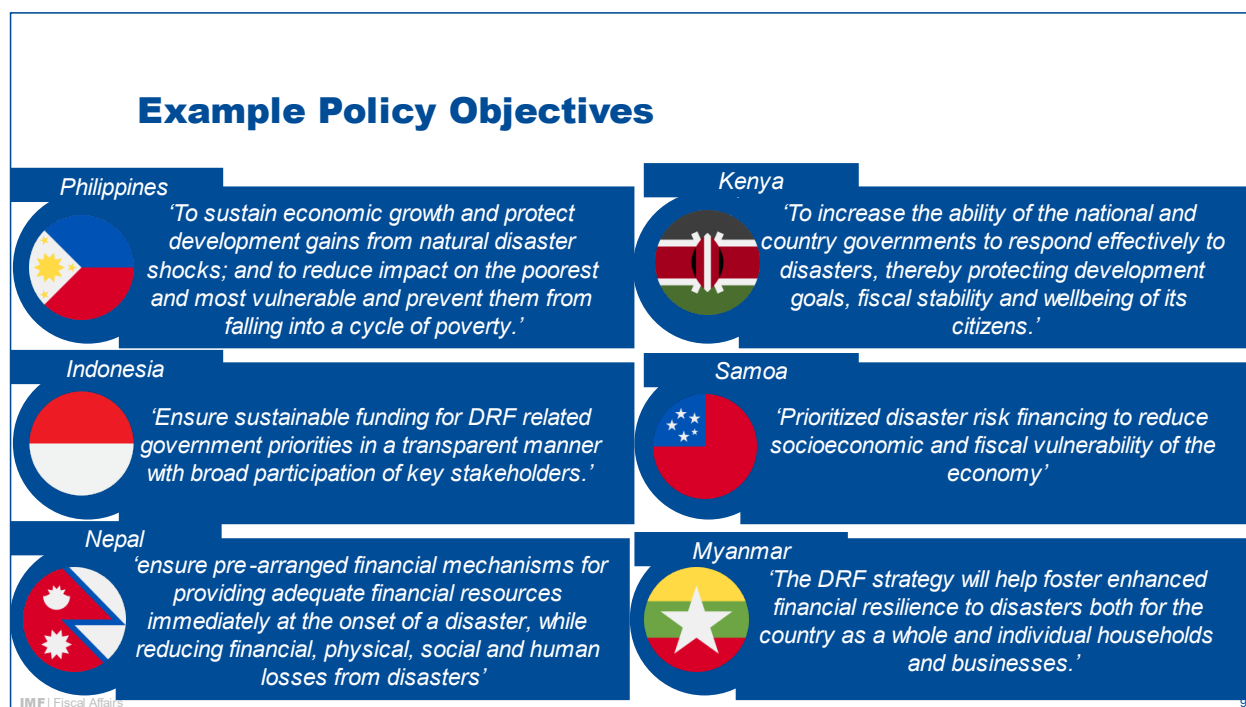 Example Policy Objectives
Philippines
‘To sustain economic growth and protect
development gains from natural disaster
shocks; and to reduce impact on the poorest
and most vulnerable and prevent them from
falling into a cycle of poverty.’
Kenya
‘To increase the ability of the national and
country governments to respond effectively to
disasters, thereby protecting development
goals, fiscal stability and wellbeing of its
citizens.’
Indonesia
‘Ensure sustainable funding for DRF related
government priorities in a transparent manner
with broad participation of key stakeholders.’
Samoa
‘Prioritized disaster risk financing to reduce
socioeconomic and fiscal vulnerability of the
economy’
Nepal
‘ensure pre-arranged financial mechanisms for
providing adequate financial resources
immediately at the onset of a disaster, while
reducing financial, physical, social and human
losses from disasters’
Myanmar
‘The DRF strategy will help foster enhanced
financial resilience to disasters both for the
country as a whole and individual households
and businesses.’
IMF | Fiscal Affairs
9